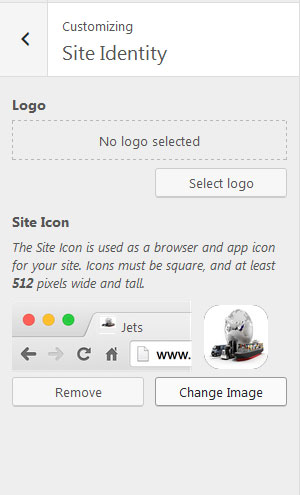 Customizing
Site Identity
Logo
No logo selected
Select logo
Site Icon
The Site Icon is used as a browser and app icon
for your site. Icons must be square, and at least
512 pixels wide and tall.
Jets
www.
Remove
Change Image